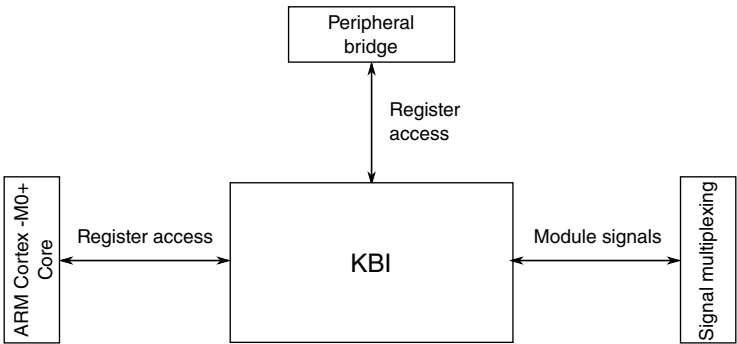 Peripheral
bridge
Register
access
ARM Cortex -M0+
Core
Register access
KBI
Module signals
Signal multiplexing